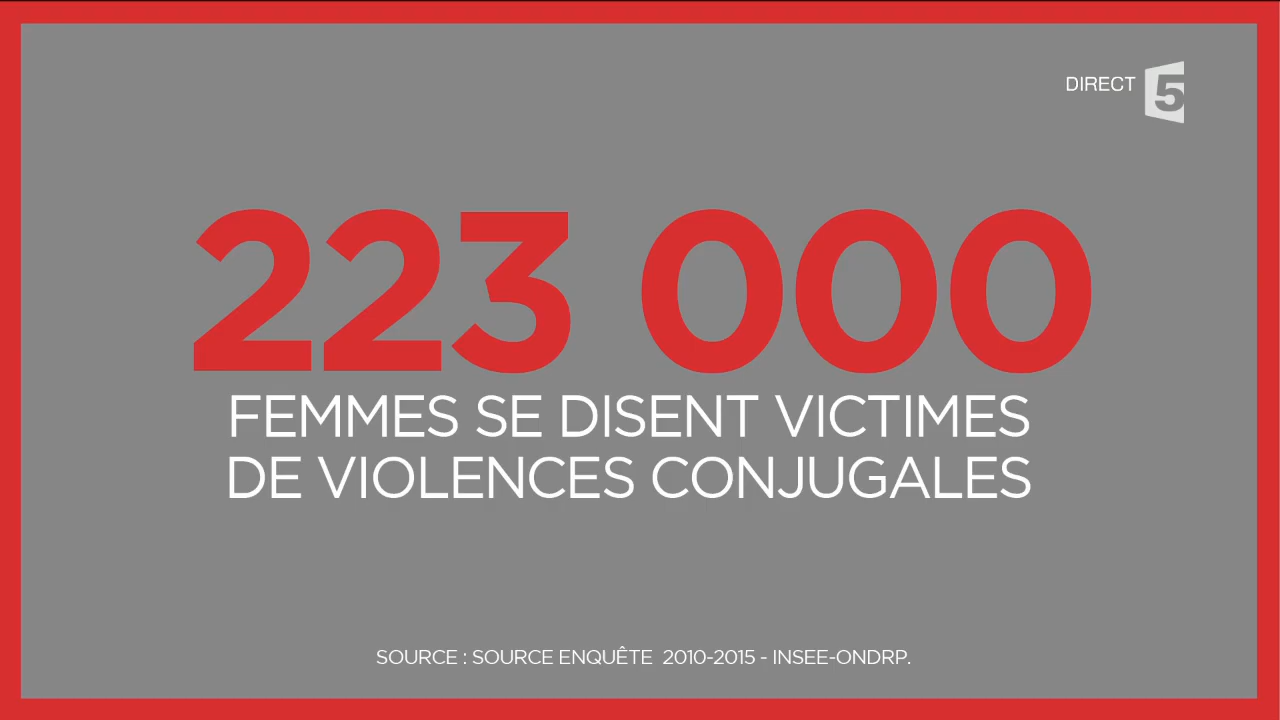 DIRECT 5
223 000
FEMMES SE DISENT VICTIMES
DE VIOLENCES CONJUGALES
SOURCE : SOURCE ENQUÊTE 2010-2015 - INSEE-ONDRP.